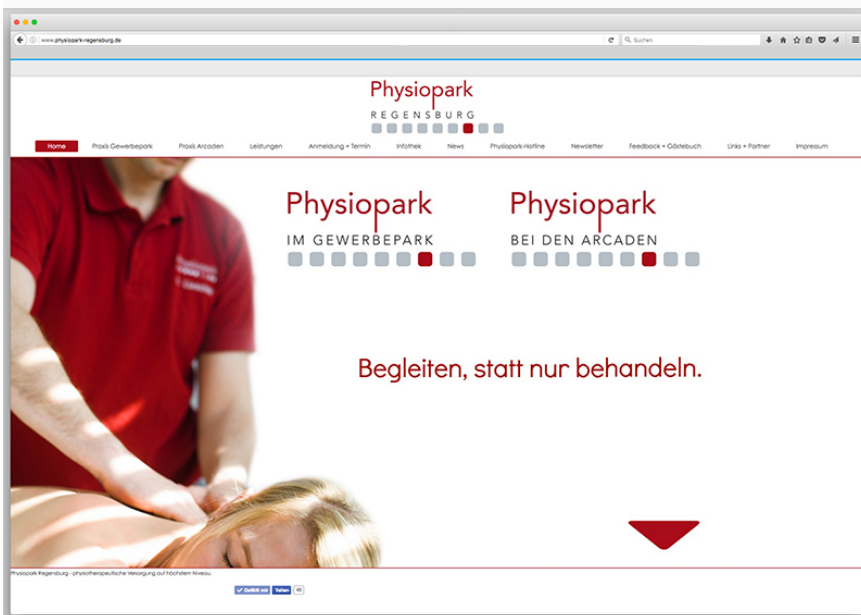 www.physiopark-regensburg.de
Suchen
Physiopark
REGENSBURG
Home Praxis Gewerbepark Praxis Arcaden Leistungen Anmeldung + Termin Infothek News Physiopark-Hotline Newsletter Feedback + Gästebuch Links + Partner Impressum
Physiopark
IM GEWERBEPARK
Physiopark
BEI DEN ARCADEN
Physiopark
Begleiten, statt nur behandeln.
Physiopark Regensburg - physiotherapeutische Versorgung auf höchstem Niveau.
Gefällt mir Teilen